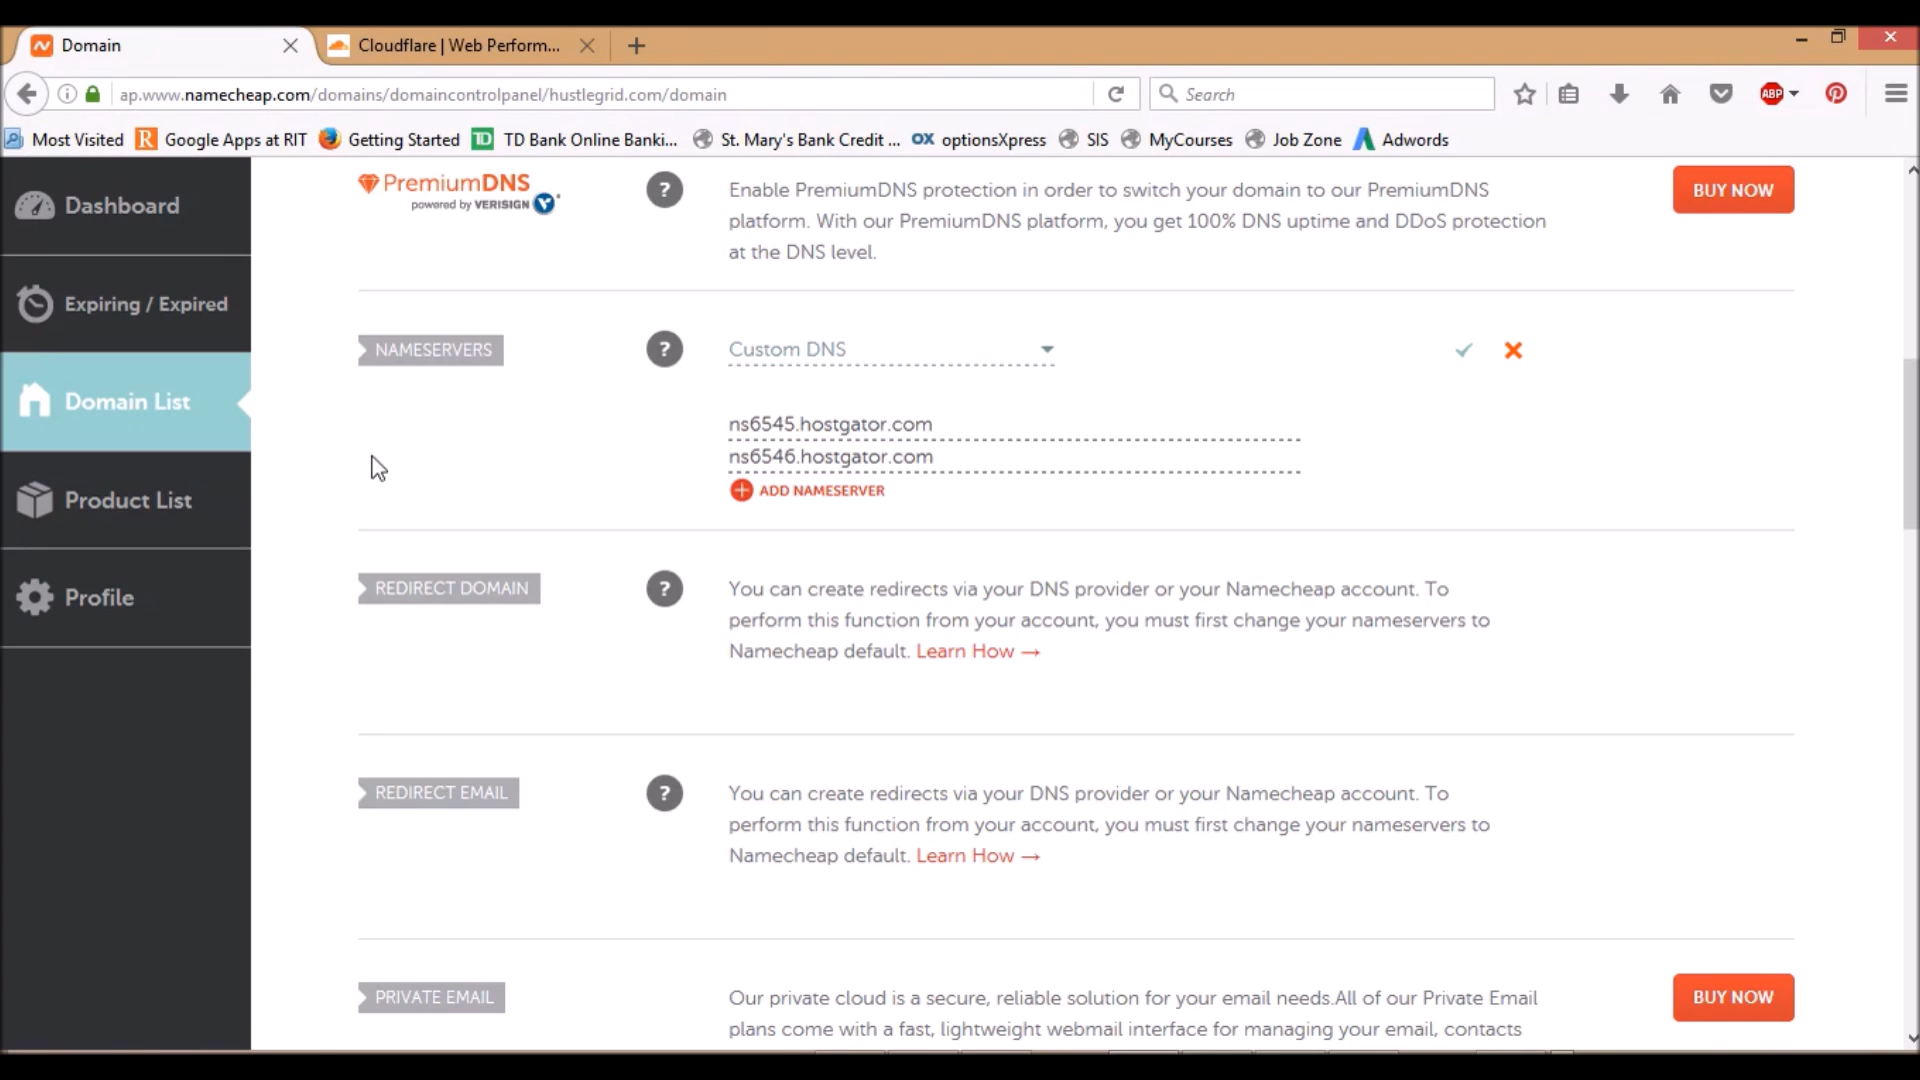 Domain
Cloudflare | Web Perform...
ap.www.namecheap.com/domains/domaincontrolpanel/hustlegrid.com/domain
Search
ABP
Most Visited
Google Apps at RIT
Getting Started
TD Bank Online Banki...
St. Mary's Bank Credit ...
OX optionsXpress
SIS
MyCourses
Job Zone
Adwords
Dashboard
Expiring / Expired
Domain List
Product List
Profile
PremiumDNS
powered by VERISIGN
?
Enable PremiumDNS protection in order to switch your domain to our PremiumDNS
platform. With our PremiumDNS platform, you get 100% DNS uptime and DDoS protection
at the DNS level.
BUY NOW
NAMESERVERS
?
Custom DNS
ns6545.hostgator.com
ns6546.hostgator.com
ADD NAMESERVER
REDIRECT DOMAIN
?
You can create redirects via your DNS provider or your Namecheap account. To
perform this function from your account, you must first change your nameservers to
Namecheap default. Learn How →
REDIRECT EMAIL
?
You can create redirects via your DNS provider or your Namecheap account. To
perform this function from your account, you must first change your nameservers to
Namecheap default. Learn How →
PRIVATE EMAIL
Our private cloud is a secure, reliable solution for your email needs.All of our Private Email
plans come with a fast, lightweight webmail interface for managing your email, contacts
BUY NOW